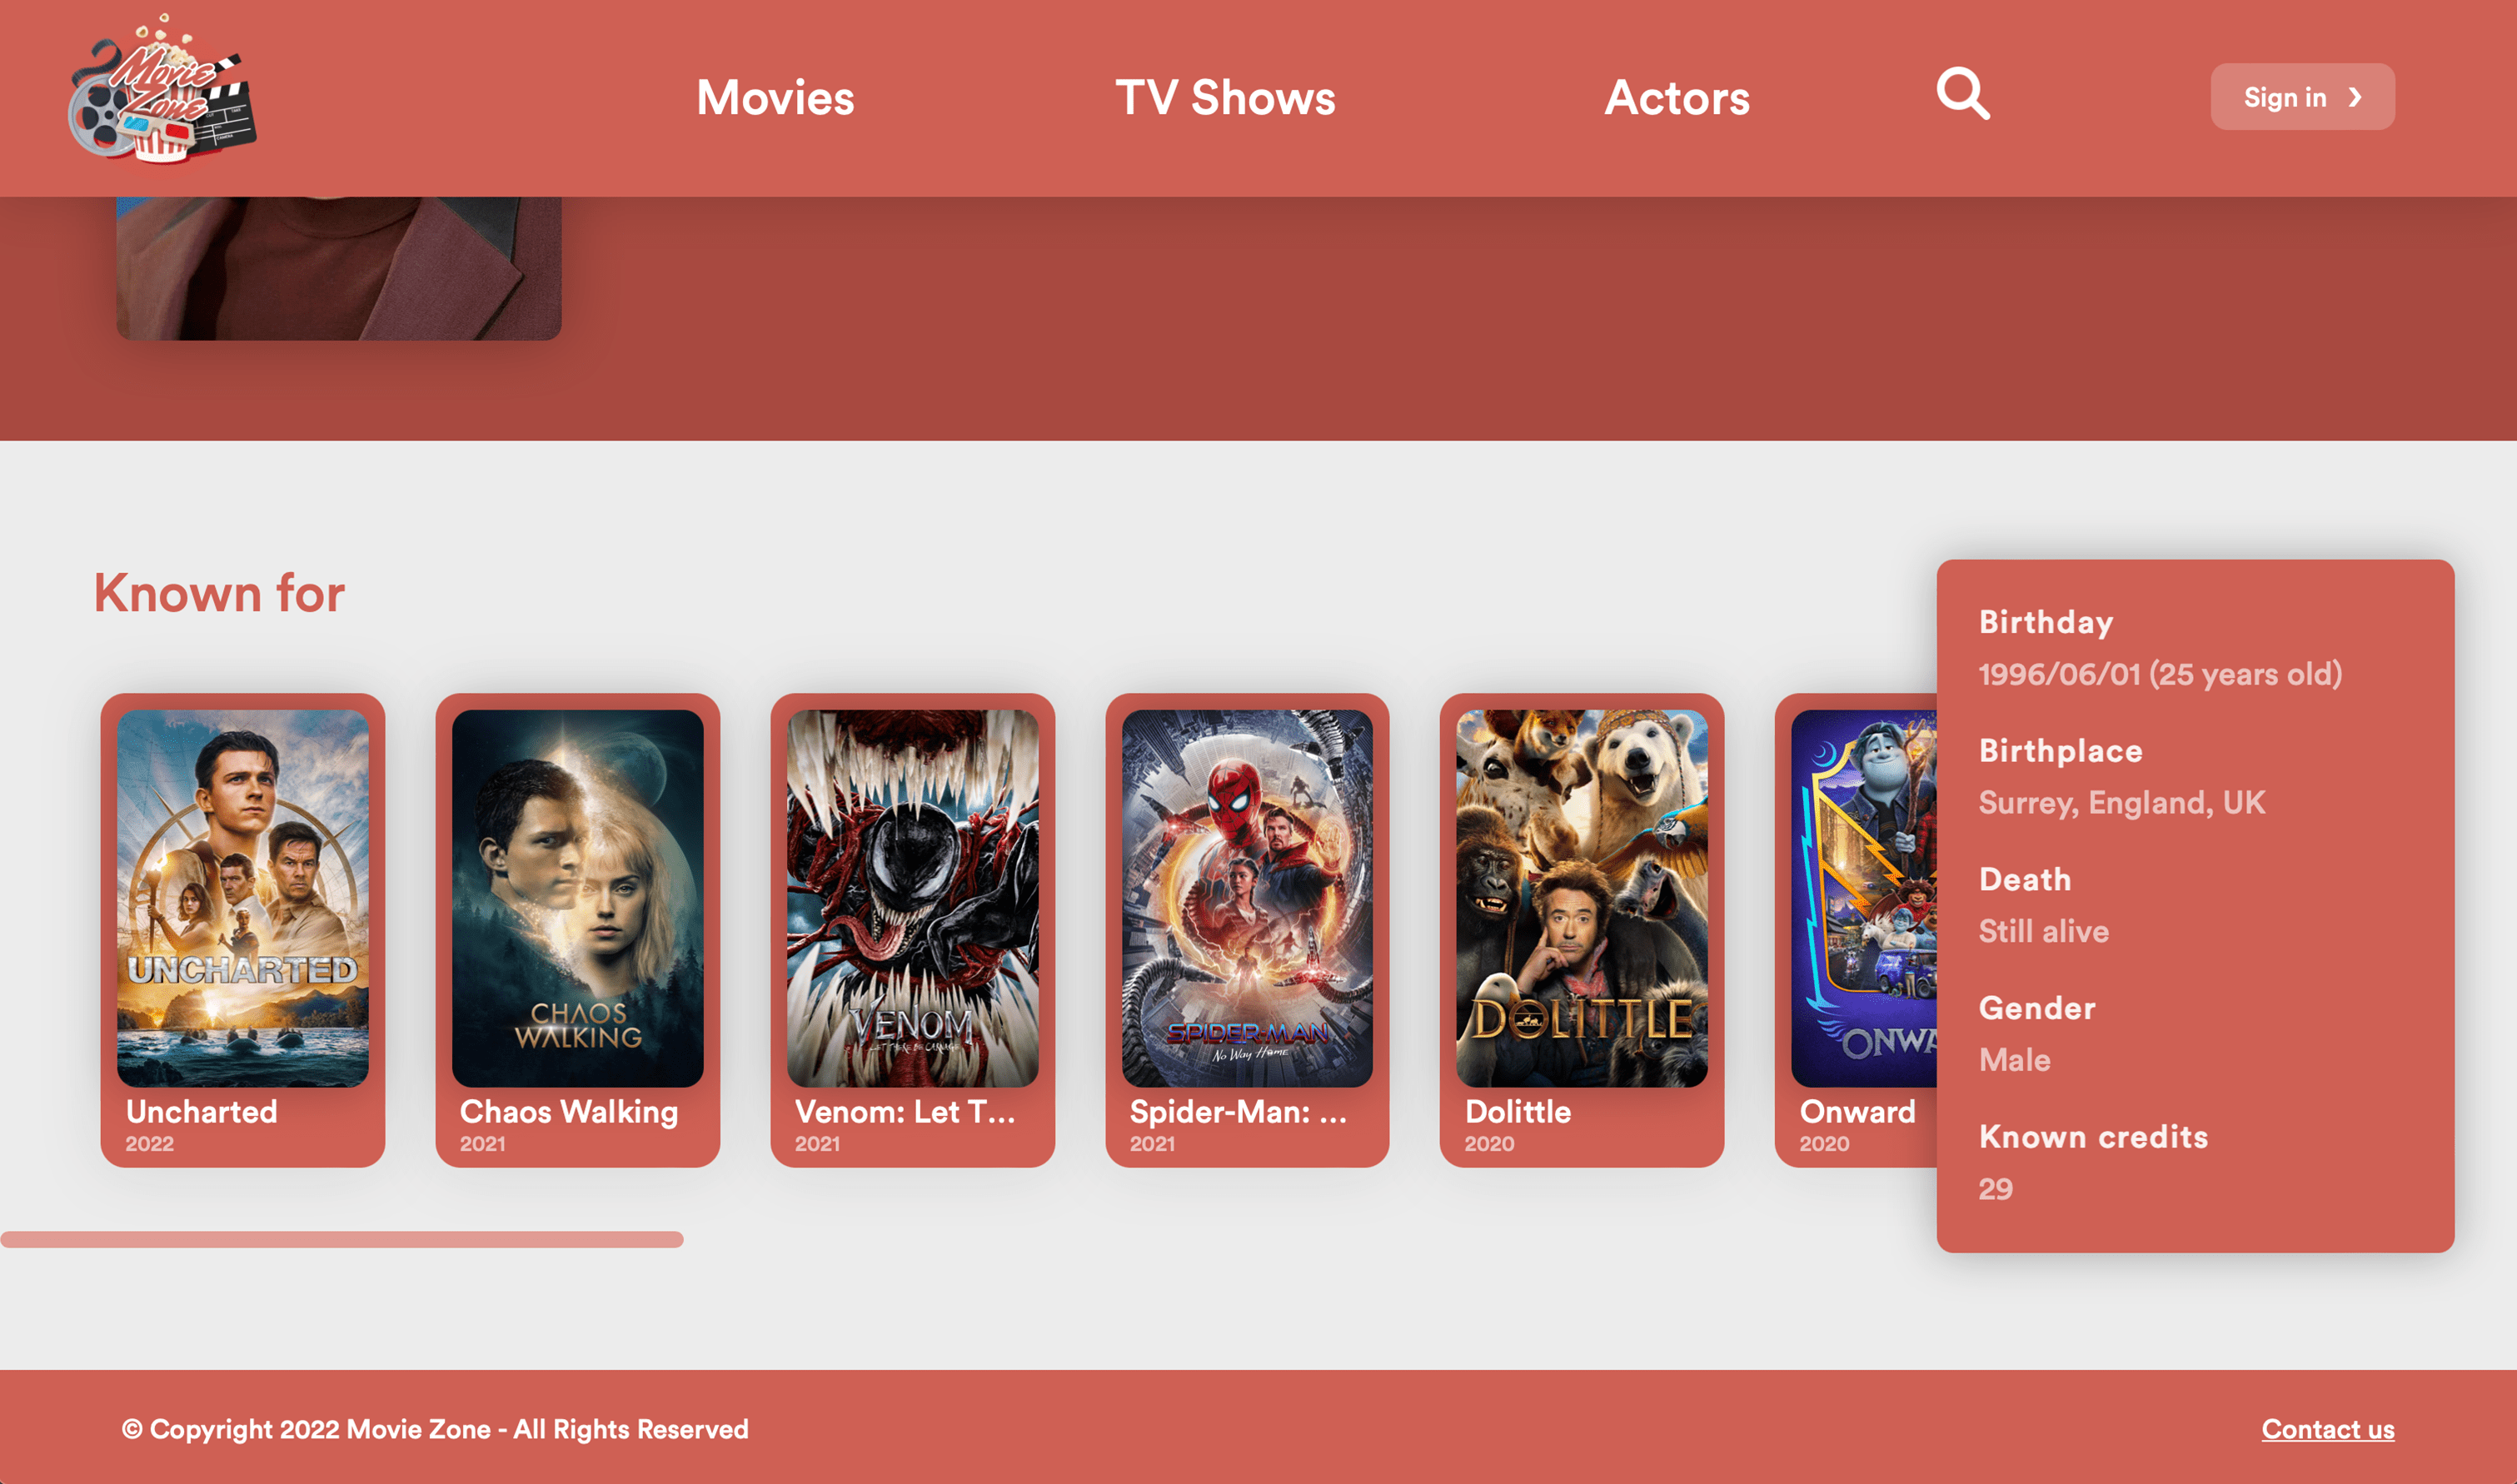 Movie
Zone
Movies
TV Shows
Actors
Sign in
Known for
UNCHARTED
Uncharted
2022
CHAOS
WALKING
Chaos Walking
2021
VENOM
LET THERE BE CARNAGE
Venom: Let T...
2021
SPIDER-MAN
No Way Home
Spider-Man: ...
2021
DOLITTLE
Dolittle
2020
ONWA
Onward
2020
Birthday
1996/06/01 (25 years old)
Birthplace
Surrey, England, UK
Death
Still alive
Gender
Male
Known credits
29
© Copyright 2022 Movie Zone - All Rights Reserved
Contact us